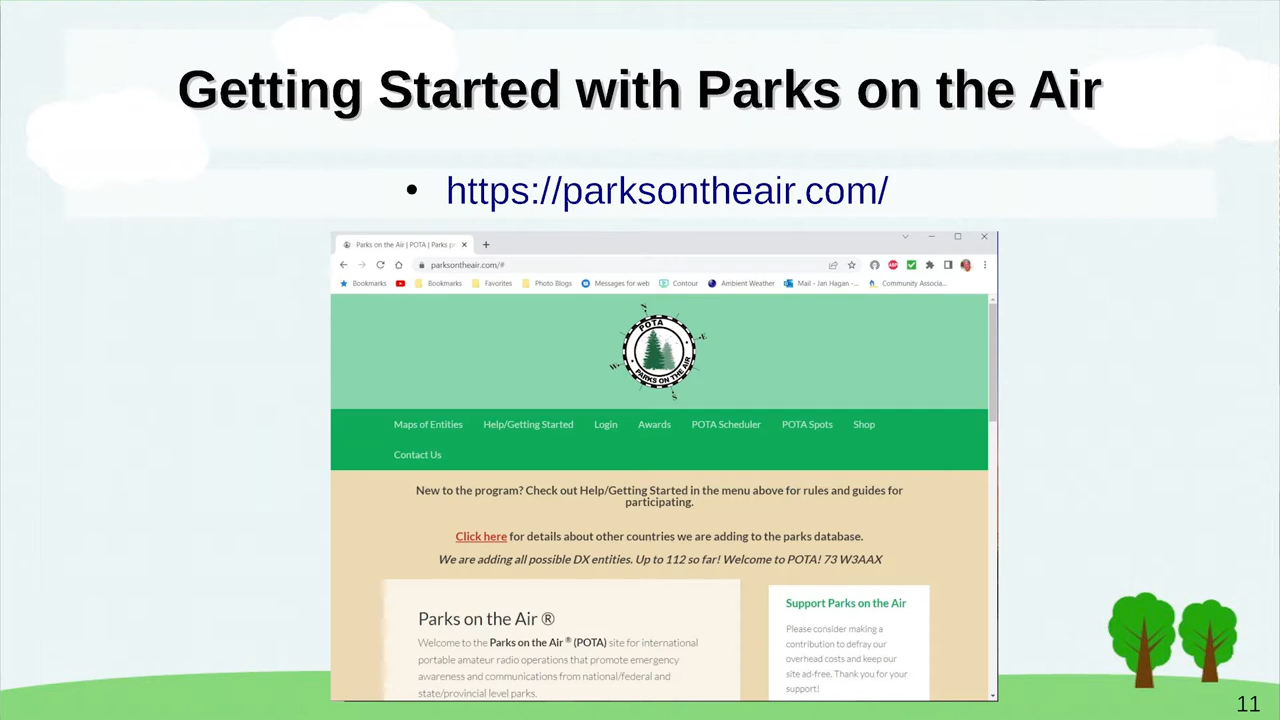 Getting Started with Parks on the Air
• https://parksontheair.com/
Parks on the Air | POTA | Parks pr
parksontheair.com/#
ABP
Bookmarks Bookmarks Favorites Photo Blogs Messages for web Contour Ambient Weather Mail - Jan Hagan -... Community Associa...
N
POTA
E
W
PARKS ON THE AIR
S
Maps of Entities Help/Getting Started Login Awards POTA Scheduler POTA Spots Shop
Contact Us
New to the program? Check out Help/Getting Started in the menu above for rules and guides for
participating.
Click here for details about other countries we are adding to the parks database.
We are adding all possible DX entities. Up to 112 so far! Welcome to POTA! 73 W3AAX
Parks on the Air ®
Welcome to the Parks on the Air ® (POTA) site for international
portable amateur radio operations that promote emergency
awareness and communications from national/federal and
state/provincial level parks.
Support Parks on the Air
Please consider making a
contribution to defray our
overhead costs and keep our
site ad-free. Thank you for your
support!
11